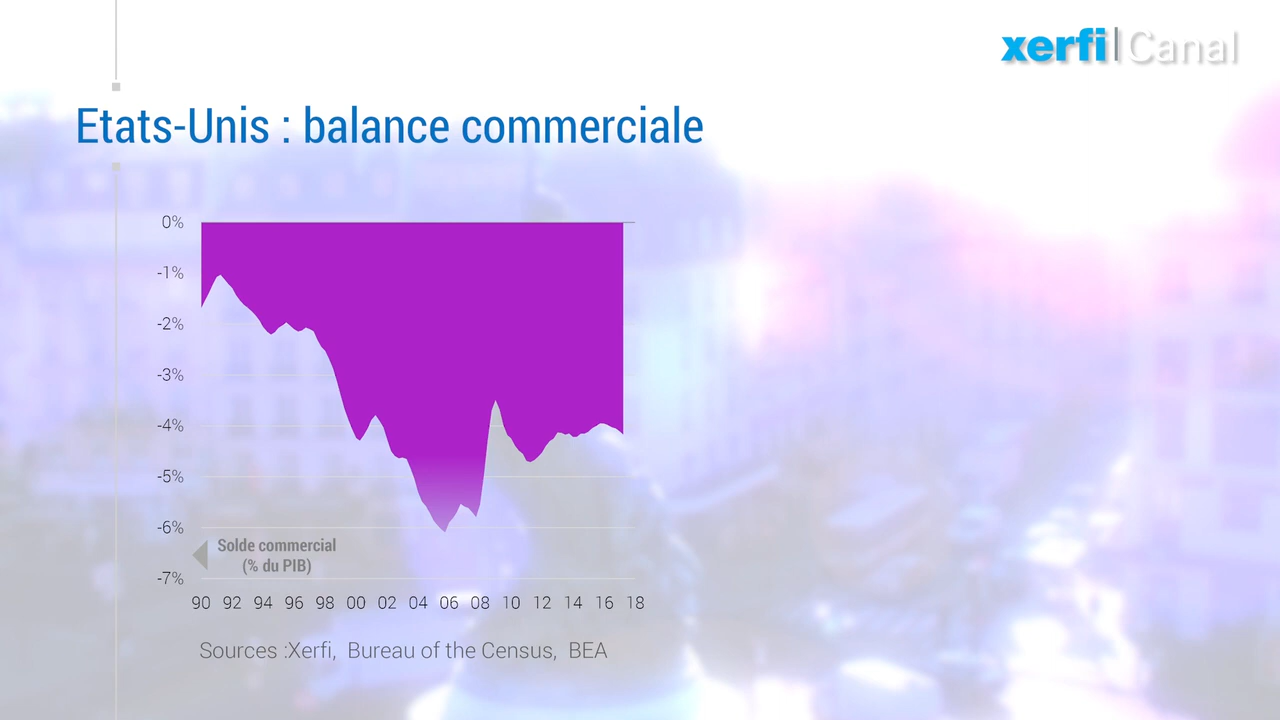 xerfi|Canal
Etats-Unis : balance commerciale
0%
-1%
-2%
-3%
-4%
-5%
-6%
-7%
Solde commercial
(% du PIB)
90 92 94 96 98 00 02 04 06 08 10 12 14 16 18
Sources :Xerfi, Bureau of the Census, BEA